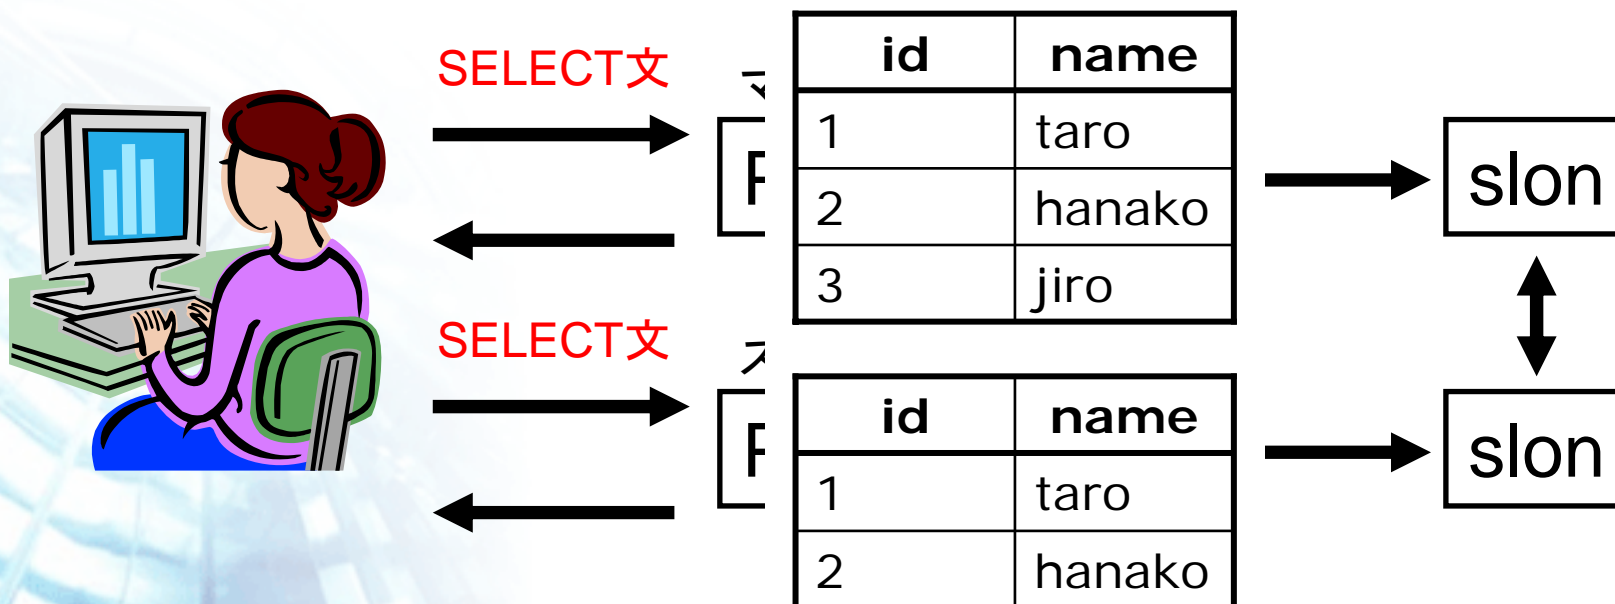 SELECT文
id name
1 taro
2 hanako
3 jiro
slon
SELECT文
id name
1 taro
2 hanako
slon